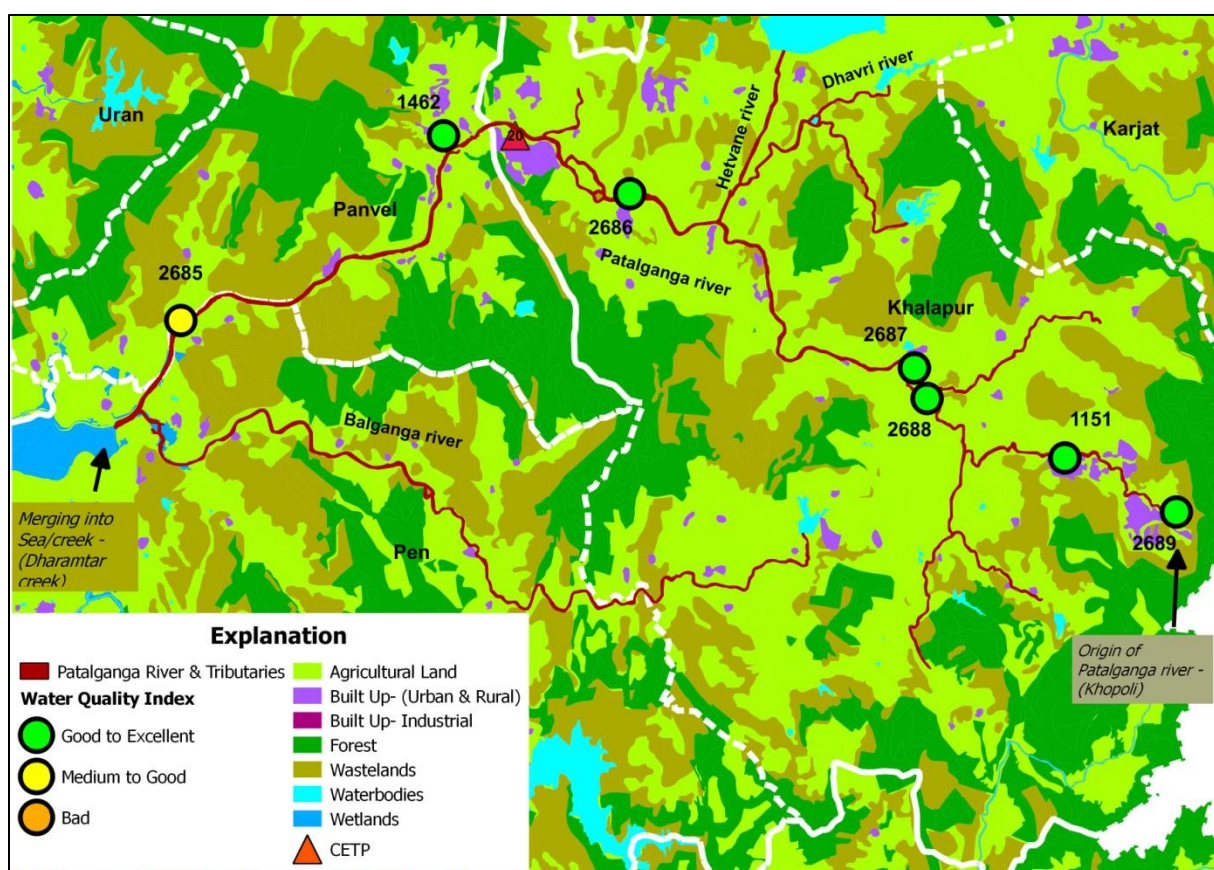 Uran
1462
20
Hetvane river
Dhavri river
Karjat
Panvel
2686
Patalganga river
2685
Khalapur
2687
2688
1151
2689
Balganga river
Pen
Merging into
Sea/creek -
(Dharamtar
creek)
Origin of
Patalganga river -
(Khopoli)
Explanation
Patalganga River & Tributaries
Water Quality Index
Good to Excellent
Medium to Good
Bad
Agricultural Land
Built Up- (Urban & Rural)
Built Up- Industrial
Forest
Wastelands
Waterbodies
Wetlands
CETP